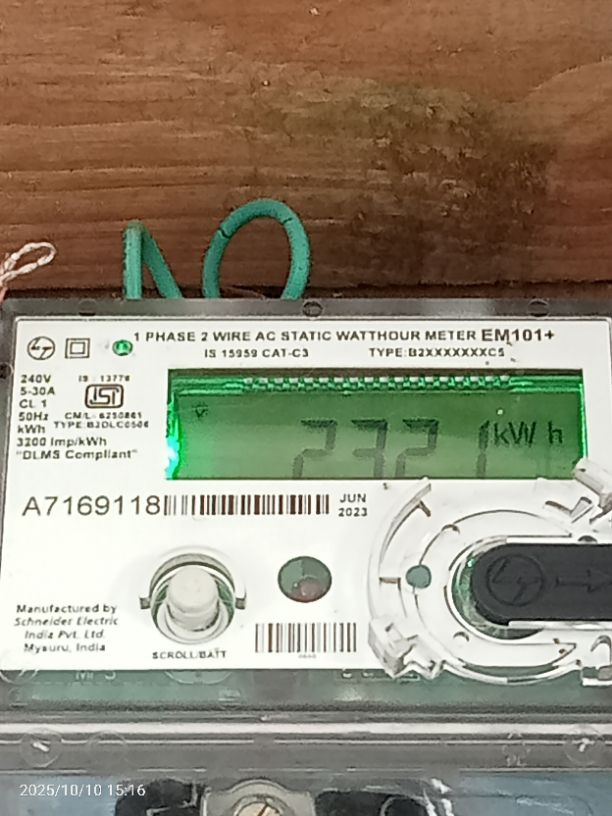 1 PHASE 2 WIRE AC STATIC WATTHOUR METER EM101+
IS 15959 CAT-C3 TYPE:B2XXXXXXXC5
240V
5-30A
CL 1
50Hz
kWh
3200 Imp/kWh
"DLMS Compliant"
IS : 13779
ISI
CM/L- 6250861
TYPE:B2DLC0506
2321 kW h
A7169118
JUN
2023
Manufactured by
Schneider Electric
India Pvt. Ltd.
Mysuru, India
SCROLL/BATT
2025/10/10 15:16